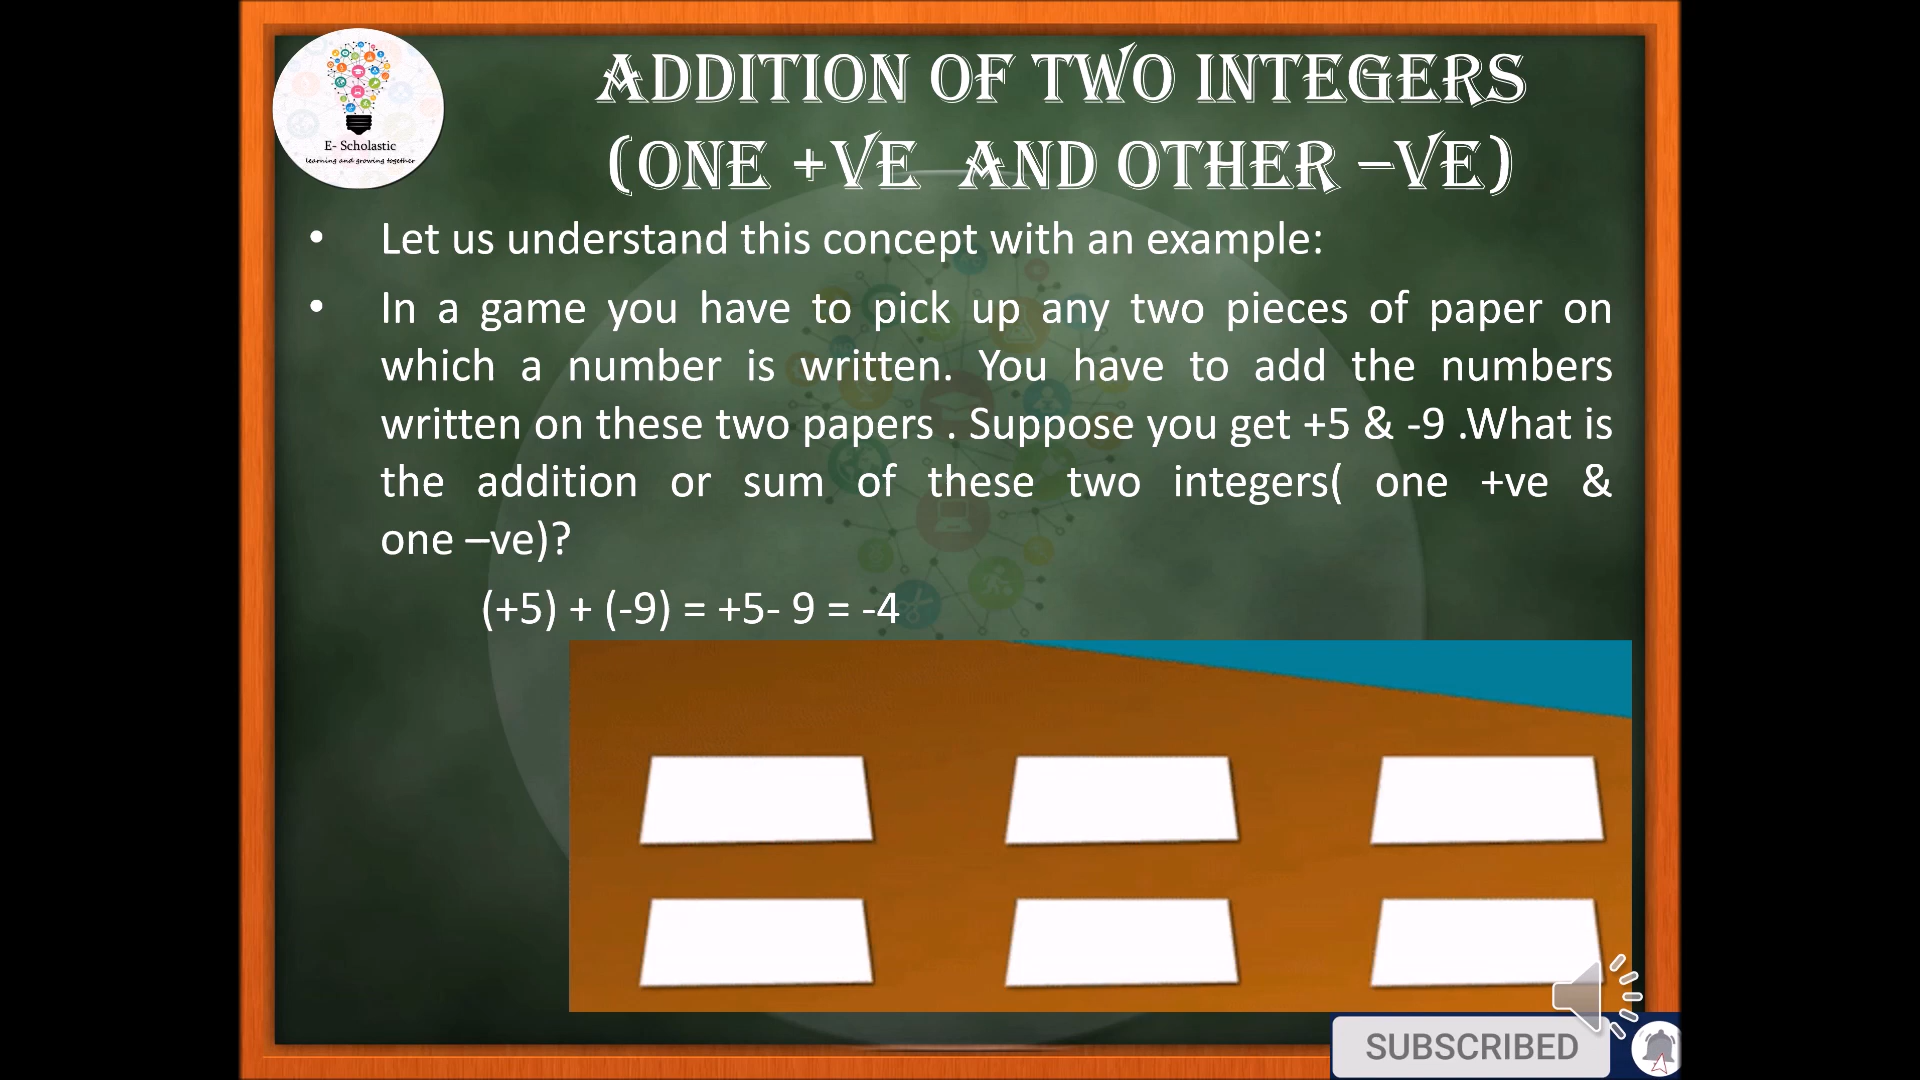 E- Scholastic
learning and growing together
ADDITION OF TWO INTEGERS
(ONE +VE AND OTHER –VE)
• Let us understand this concept with an example:
• In a game you have to pick up any two pieces of paper on
which a number is written. You have to add the numbers
written on these two papers . Suppose you get +5 & -9 .What is
the addition or sum of these two integers( one +ve &
one –ve)?
(+5) + (-9) = +5- 9 = -4
SUBSCRIBED